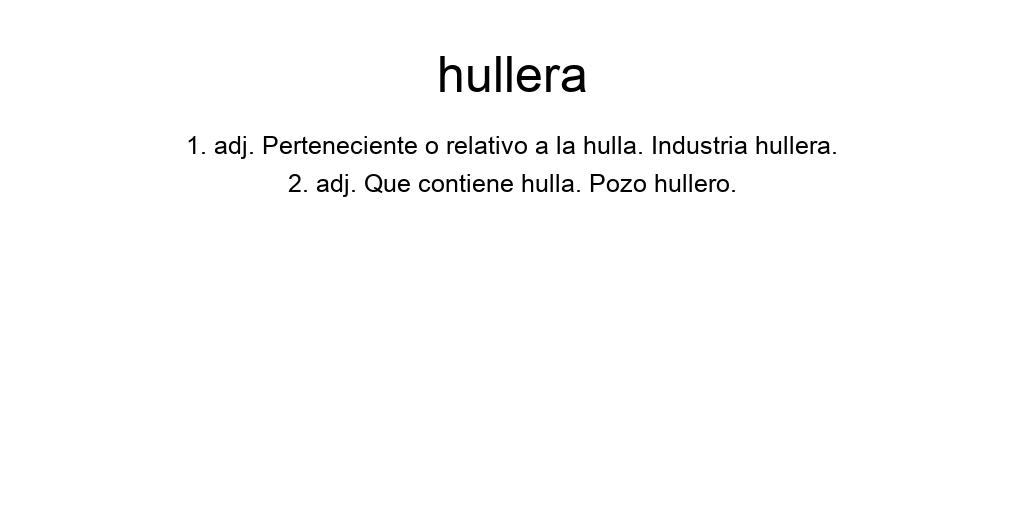 hullera
1. adj. Perteneciente o relativo a la hulla. Industria hullera.
2. adj. Que contiene hulla. Pozo hullero.